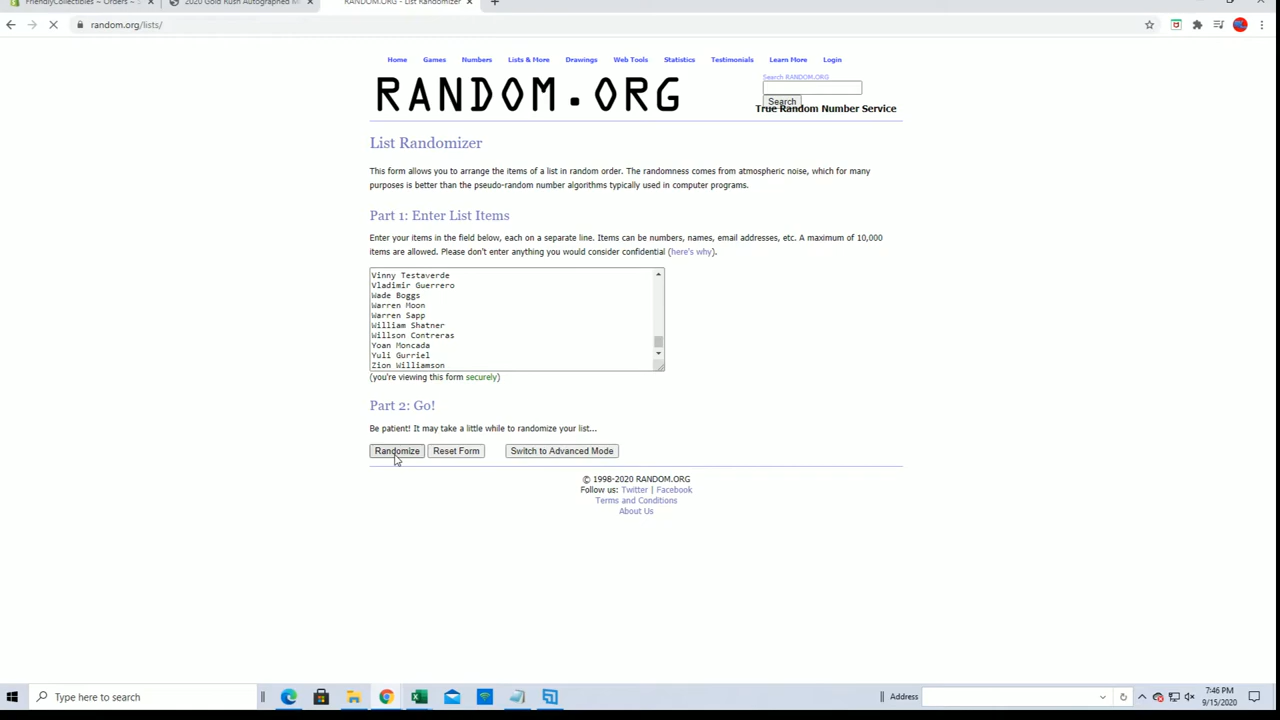 FriendlyCollectibles ~ Orders ~
2020 Gold Rush Autographed M
RANDOM.ORG - List Randomizer
random.org/lists/
Home Games Numbers Lists & More Drawings Web Tools Statistics Testimonials Learn More Login
Search RANDOM.ORG
RANDOM.ORG
Search
True Random Number Service
List Randomizer
This form allows you to arrange the items of a list in random order. The randomness comes from atmospheric noise, which for many
purposes is better than the pseudo-random number algorithms typically used in computer programs.
Part 1: Enter List Items
Enter your items in the field below, each on a separate line. Items can be numbers, names, email addresses, etc. A maximum of 10,000
items are allowed. Please don't enter anything you would consider confidential (here's why).
Vinny Testaverde
Vladimir Guerrero
Wade Boggs
Warren Moon
Warren Sapp
William Shatner
Willson Contreras
Yoan Moncada
Yuli Gurriel
Zion Williamson
(you're viewing this form securely)
Part 2: Go!
Be patient! It may take a little while to randomize your list...
Randomize Reset Form Switch to Advanced Mode
© 1998-2020 RANDOM.ORG
Follow us: Twitter | Facebook
Terms and Conditions
About Us
Type here to search
Address
7:46 PM
9/15/2020